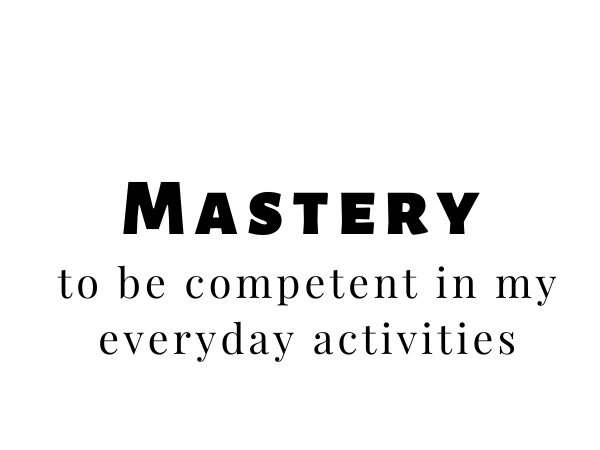 Mastery
to be competent in my
everyday activities